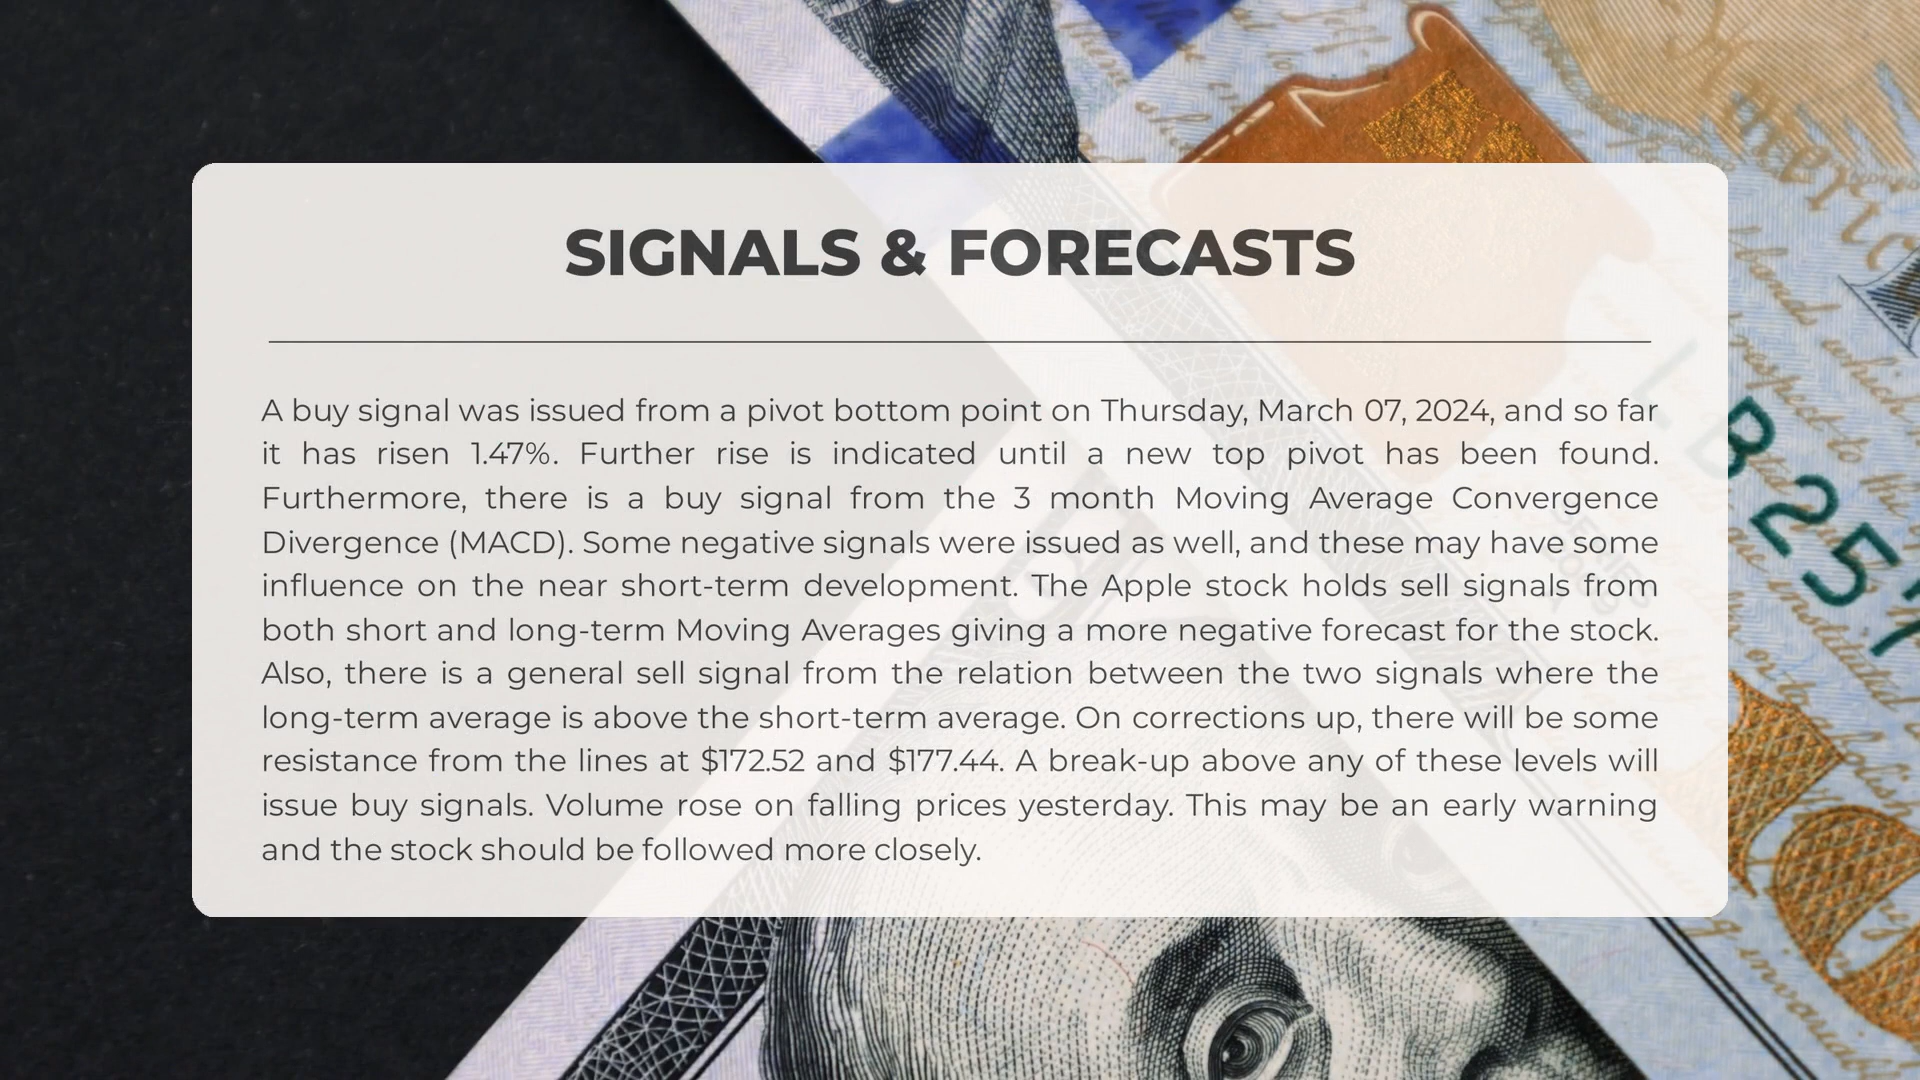 SIGNALS & FORECASTS
A buy signal was issued from a pivot bottom point on Thursday, March 07, 2024, and so far
it has risen 1.47%. Further rise is indicated until a new top pivot has been found.
Furthermore, there is a buy signal from the 3 month Moving Average Convergence
Divergence (MACD). Some negative signals were issued as well, and these may have some
influence on the near short-term development. The Apple stock holds sell signals from
both short and long-term Moving Averages giving a more negative forecast for the stock.
Also, there is a general sell signal from the relation between the two signals where the
long-term average is above the short-term average. On corrections up, there will be some
resistance from the lines at $172.52 and $177.44. A break-up above any of these levels will
issue buy signals. Volume rose on falling prices yesterday. This may be an early warning
and the stock should be followed more closely.